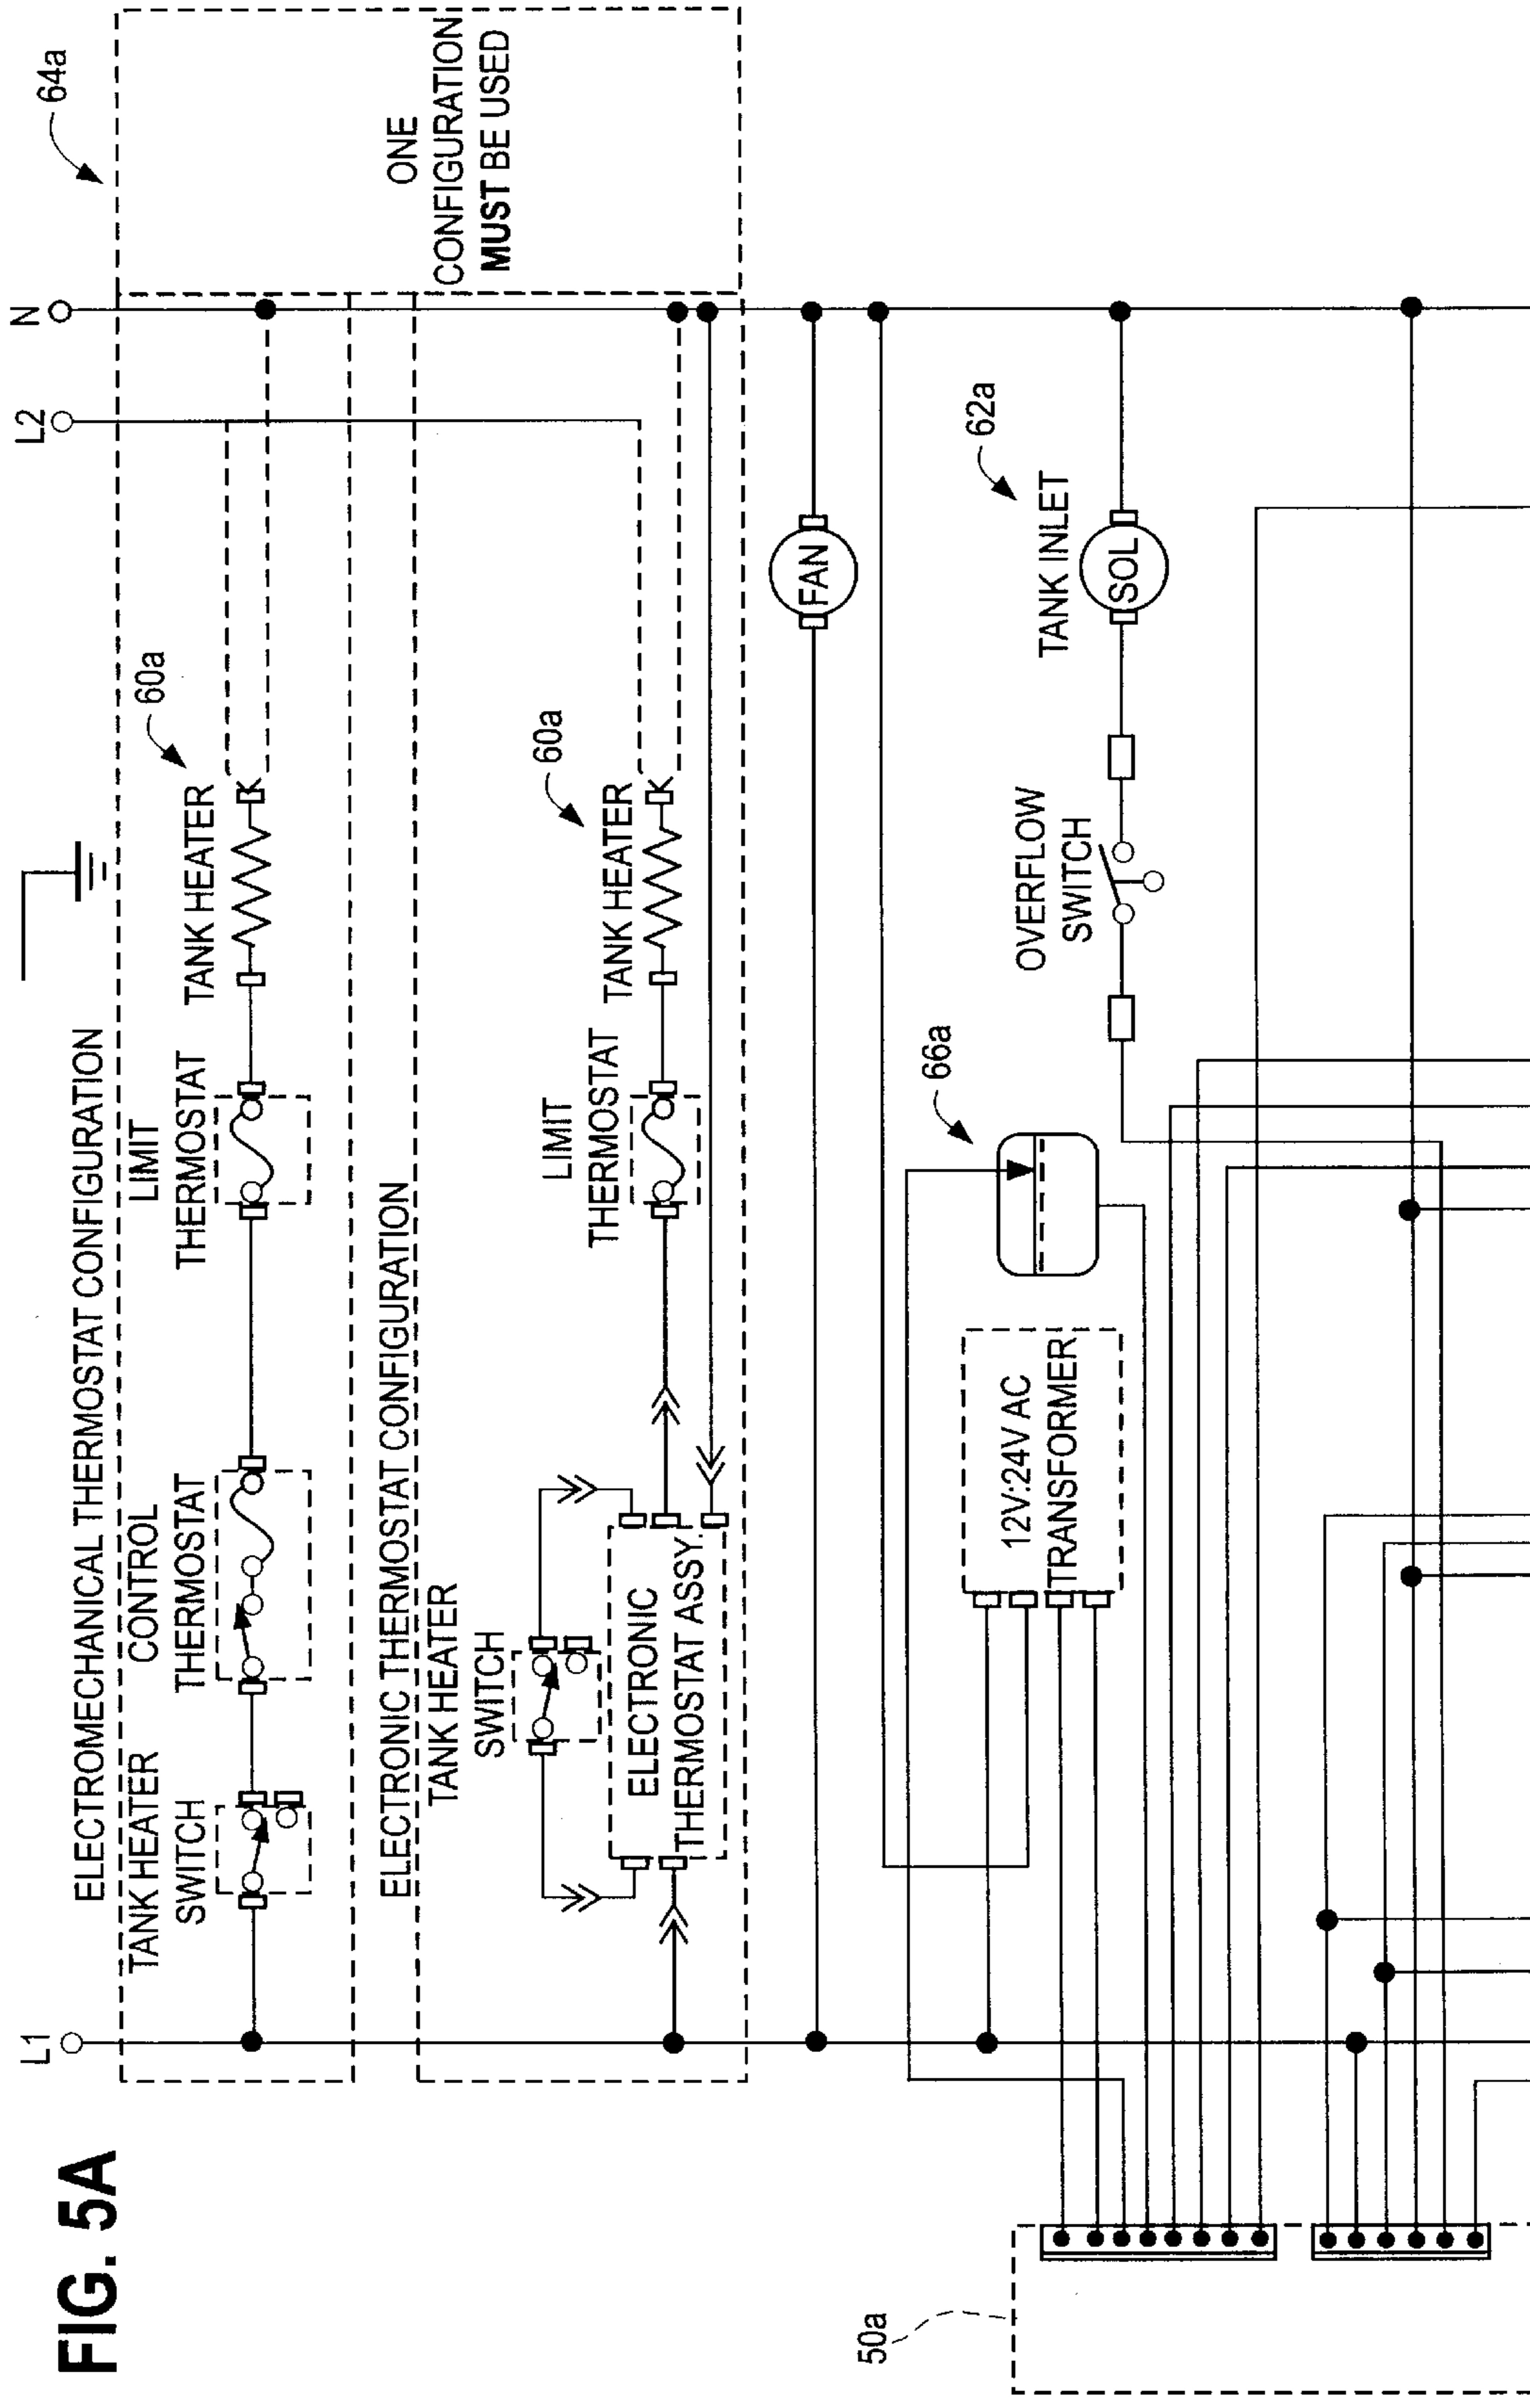 FIG. 5A
L1
L2
N
64a
ELECTROMECHANICAL THERMOSTAT CONFIGURATION
TANK HEATER
SWITCH
CONTROL
THERMOSTAT
LIMIT
THERMOSTAT
TANK HEATER
60a
ONE
CONFIGURATION
MUST BE USED
ELECTRONIC THERMOSTAT CONFIGURATION
TANK HEATER
SWITCH
ELECTRONIC
THERMOSTAT ASSY.
LIMIT
THERMOSTAT
TANK HEATER
60a
FAN
50a
12V:24V AC
TRANSFORMER
66a
OVERFLOW
SWITCH
TANK INLET
62a
SOL